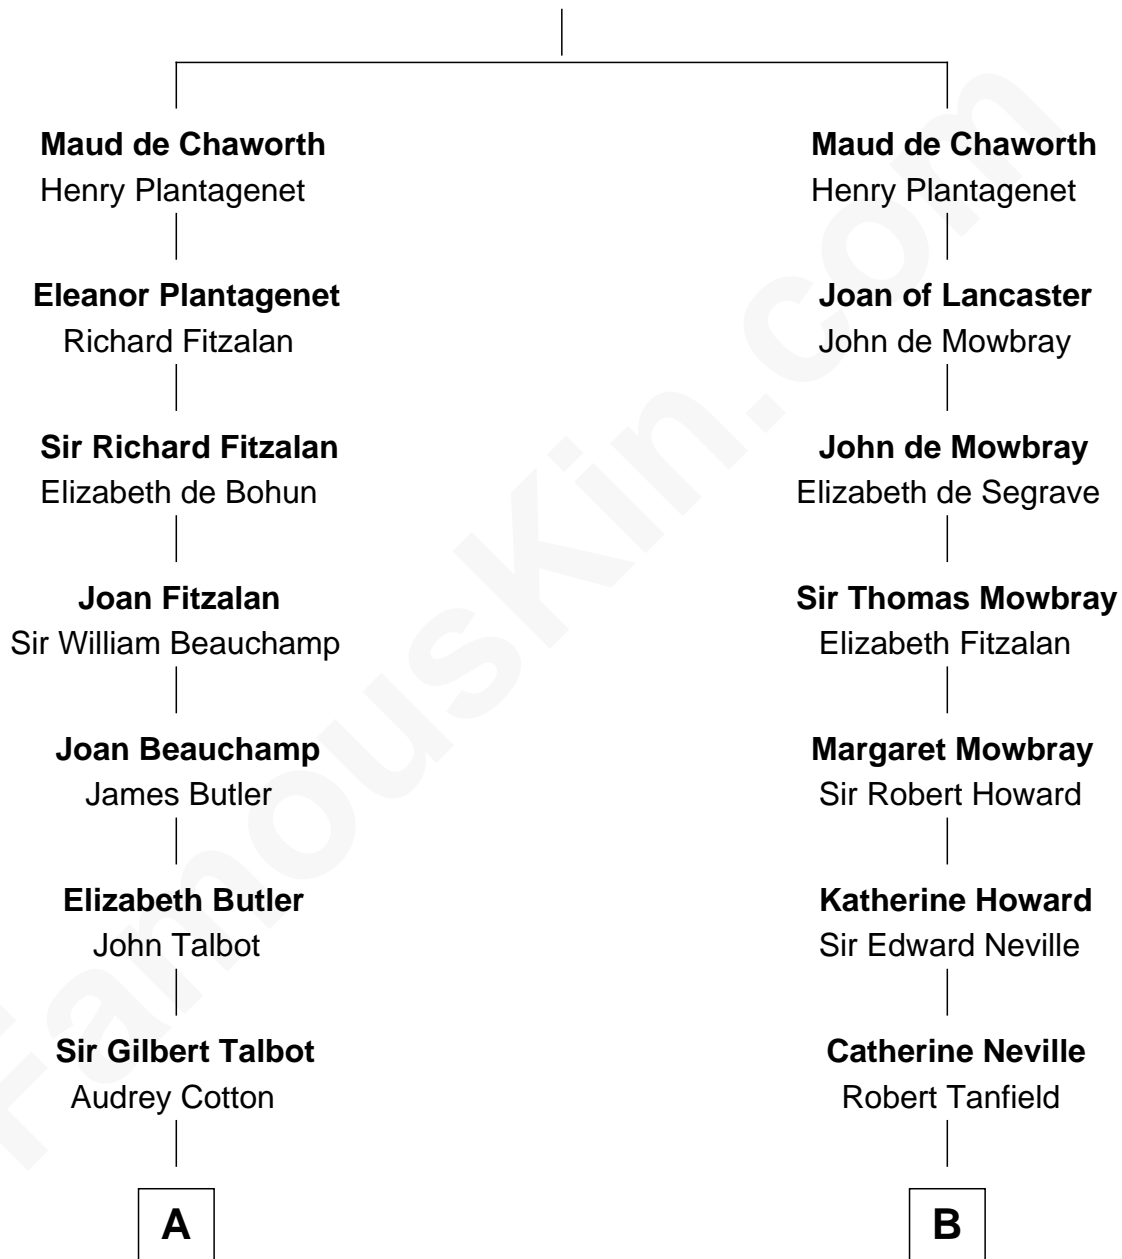 Maud de Chaworth
Henry Plantagenet
Eleanor Plantagenet
Richard Fitzalan
Sir Richard Fitzalan
Elizabeth de Bohun
Joan Fitzalan
Sir William Beauchamp
Joan Beauchamp
James Butler
Elizabeth Butler
John Talbot
Sir Gilbert Talbot
Audrey Cotton
A
Maud de Chaworth
Henry Plantagenet
Joan of Lancaster
John de Mowbray
John de Mowbray
Elizabeth de Segrave
Sir Thomas Mowbray
Elizabeth Fitzalan
Margaret Mowbray
Sir Robert Howard
Katherine Howard
Sir Edward Neville
Catherine Neville
Robert Tanfield
B
FamousKin.com